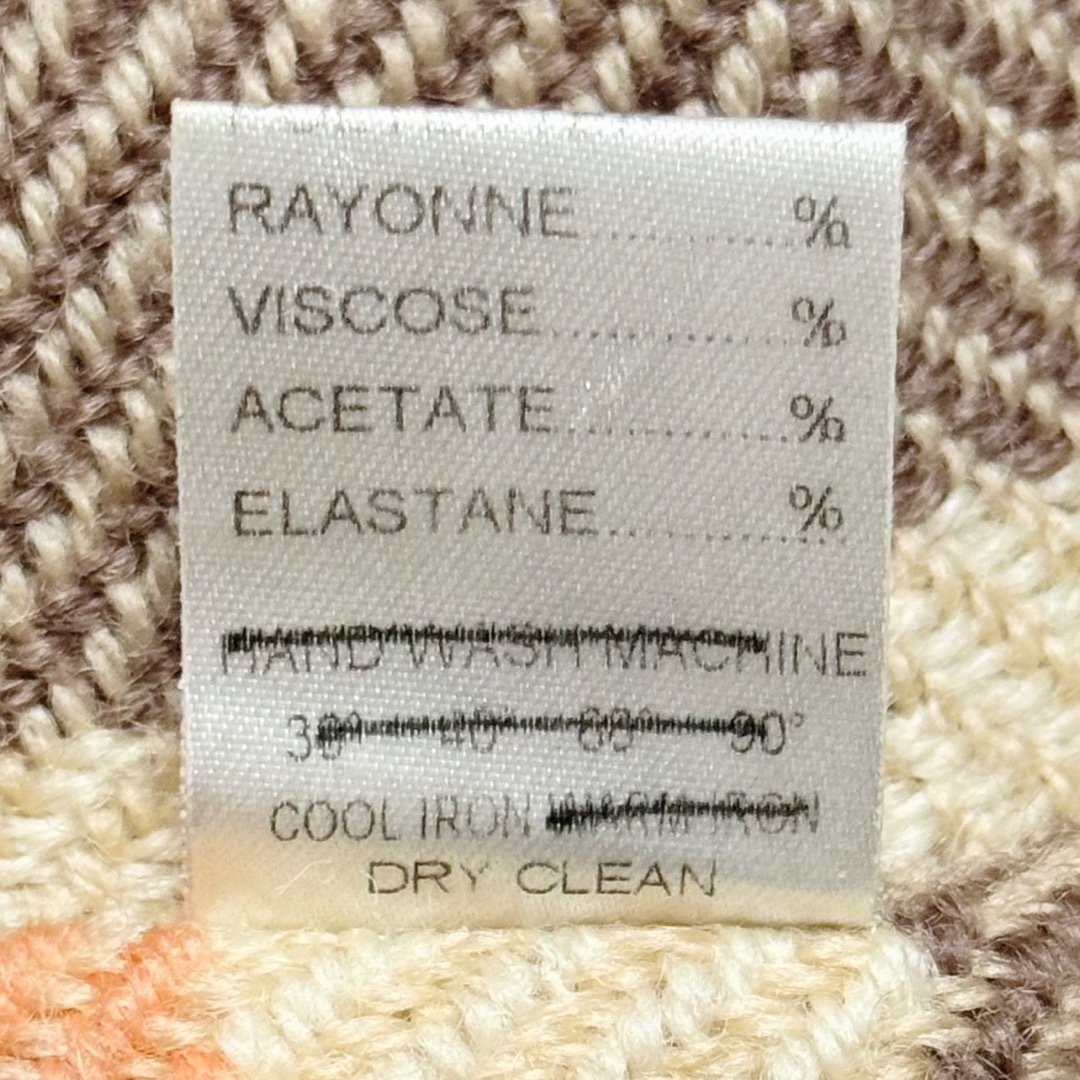 RAYONNE..............%
VISCOSE..............%
ACETATE..............%
ELASTANE..............%
HAND WASH MACHINE
30° 40° 60° 90°
COOL IRON WARM IRON
DRY CLEAN